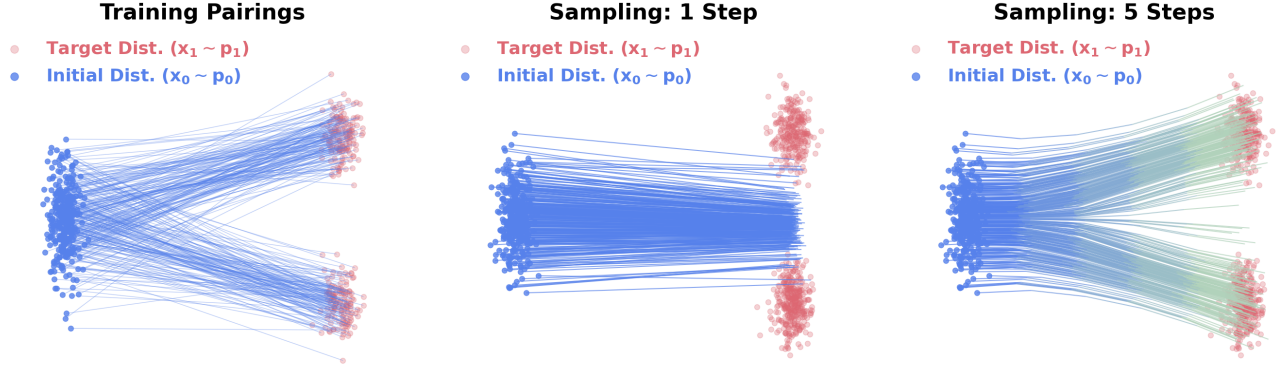 Training Pairings
Target Dist. (x₁ ~ p₁)
Initial Dist. (x₀ ~ p₀)
Sampling: 1 Step
Target Dist. (x₁ ~ p₁)
Initial Dist. (x₀ ~ p₀)
Sampling: 5 Steps
Target Dist. (x₁ ~ p₁)
Initial Dist. (x₀ ~ p₀)